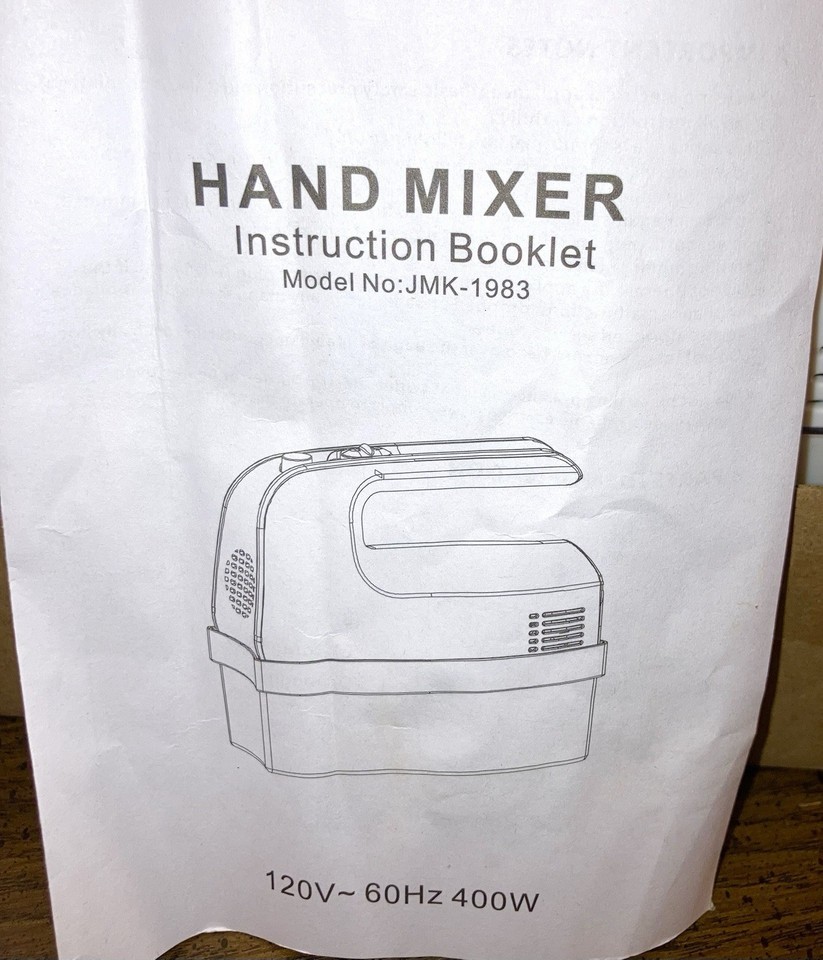 HAND MIXER
Instruction Booklet
Model No:JMK-1983
120V~ 60Hz 400W